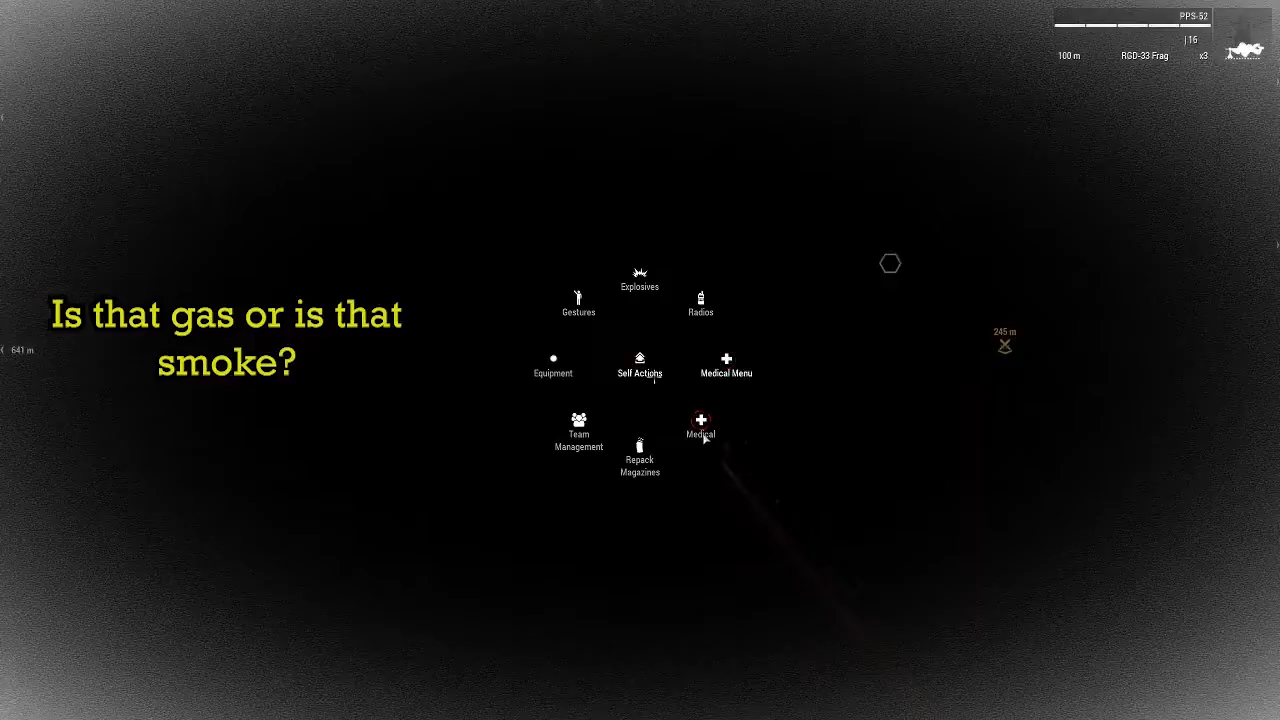 PPS-52
| 16
100 m RGD-33 Frag x3
Explosives
Gestures
Radios
Is that gas or is that
smoke?
245 m
641 m
Equipment
Self Actions
Medical Menu
Team
Management
Medical
Repack
Magazines